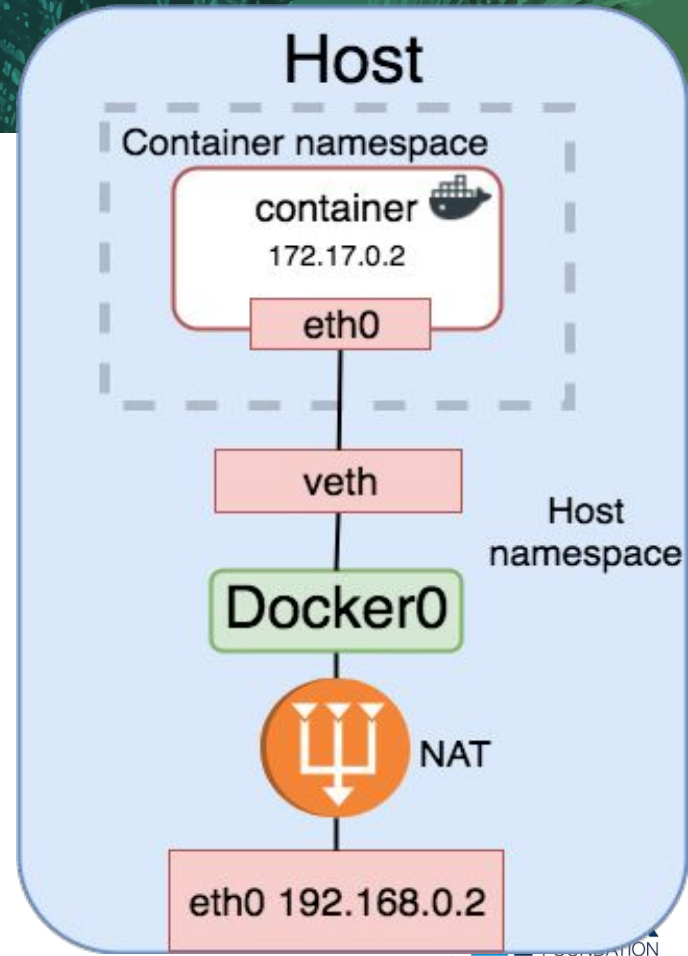 Host
Container namespace
container
172.17.0.2
eth0
veth
Host
namespace
Docker0
NAT
eth0 192.168.0.2
FOUNDATION